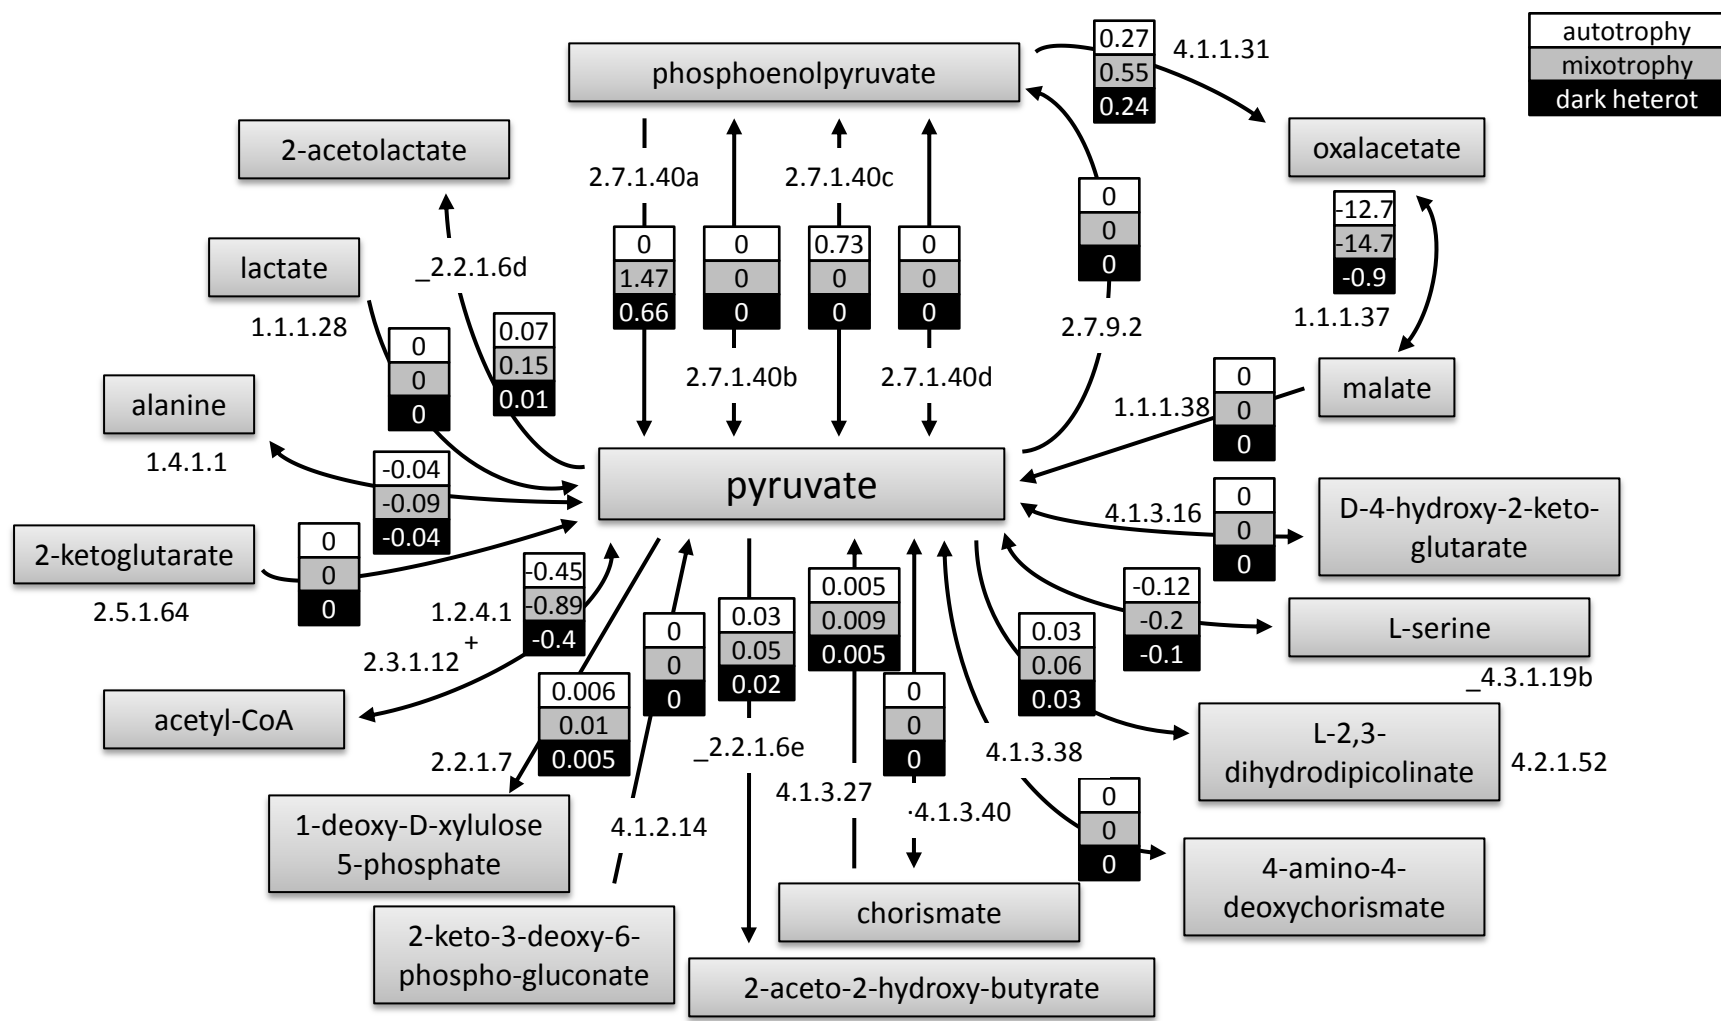 autotrophy
mixotrophy
dark heterot
phosphoenolpyruvate
0.27
0.55
0.24
4.1.1.31
oxalacetate
-12.7
-14.7
-0.9
1.1.1.37
malate
2-acetolactate
_2.2.1.6d
0.07
0.15
0.01
lactate
1.1.1.28
0
0
0
2.7.1.40a
0
1.47
0.66
2.7.1.40b
0
0
0
2.7.1.40c
0.73
0
0
2.7.1.40d
0
0
0
0
0
0
2.7.9.2
1.1.1.38
0
0
0
alanine
1.4.1.1
-0.04
-0.09
-0.04
pyruvate
4.1.3.16
0
0
0
D-4-hydroxy-2-keto-
glutarate
2-ketoglutarate
2.5.1.64
0
0
0
1.2.4.1
+
2.3.1.12
-0.45
-0.89
-0.4
acetyl-CoA
2.2.1.7
0.006
0.01
0.005
1-deoxy-D-xylulose
5-phosphate
0
0
0
4.1.2.14
2-keto-3-deoxy-6-
phospho-gluconate
0.03
0.05
0.02
_2.2.1.6e
2-aceto-2-hydroxy-butyrate
0.005
0.009
0.005
4.1.3.27
0
0
0
·4.1.3.40
chorismate
4.1.3.38
0
0
0
4-amino-4-
deoxychorismate
0.03
0.06
0.03
L-2,3-
dihydrodipicolinate
4.2.1.52
-0.12
-0.2
-0.1
L-serine
_4.3.1.19b